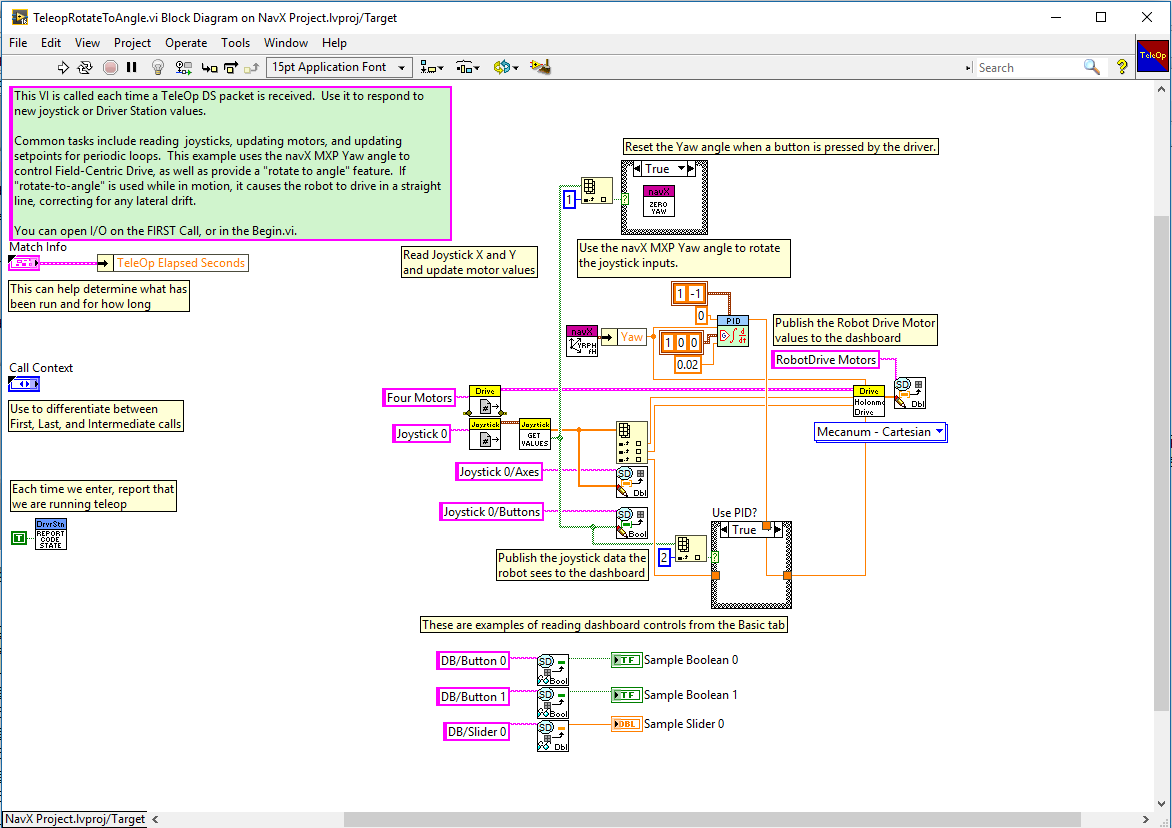 TeleopRotateToAngle.vi Block Diagram on NavX Project.lvproj/Target
File Edit View Project Operate Tools Window Help
15pt Application Font
Search
TeleOp
This VI is called each time a TeleOp DS packet is received. Use it to respond to
new joystick or Driver Station values.
Common tasks include reading joysticks, updating motors, and updating
setpoints for periodic loops. This example uses the navX MXP Yaw angle to
control Field-Centric Drive, as well as provide a "rotate to angle" feature. If
"rotate-to-angle" is used while in motion, it causes the robot to drive in a straight
line, correcting for any lateral drift.
You can open I/O on the FIRST Call, or in the Begin.vi.
Match Info
TeleOp Elapsed Seconds
This can help determine what has
been run and for how long
Call Context
Use to differentiate between
First, Last, and Intermediate calls
Each time we enter, report that
we are running teleop
T
DrvrStn
REPORT
CODE
STATE
Reset the Yaw angle when a button is pressed by the driver.
True
1
navX
ZERO
YAW
?
Read Joystick X and Y
and update motor values
Use the navX MXP Yaw angle to rotate
the joystick inputs.
1 -1
0
PID
navX
YRPH
fH
Yaw
1 0 0
0.02
Publish the Robot Drive Motor
values to the dashboard
RobotDrive Motors
SD
Dbl
Four Motors
Drive
#
Drive
Holonmc
Drive
Mecanum - Cartesian
Joystick 0
Joystick
#
Joystick
GET
VALUES
Joystick 0/Axes
SD
Dbl
Joystick 0/Buttons
SD
Bool
Publish the joystick data the
robot sees to the dashboard
2
Use PID?
True
?
These are examples of reading dashboard controls from the Basic tab
DB/Button 0
SD
Bool
TF
Sample Boolean 0
DB/Button 1
SD
Bool
TF
Sample Boolean 1
DB/Slider 0
SD
Dbl
DBL
Sample Slider 0
NavX Project.lvproj/Target